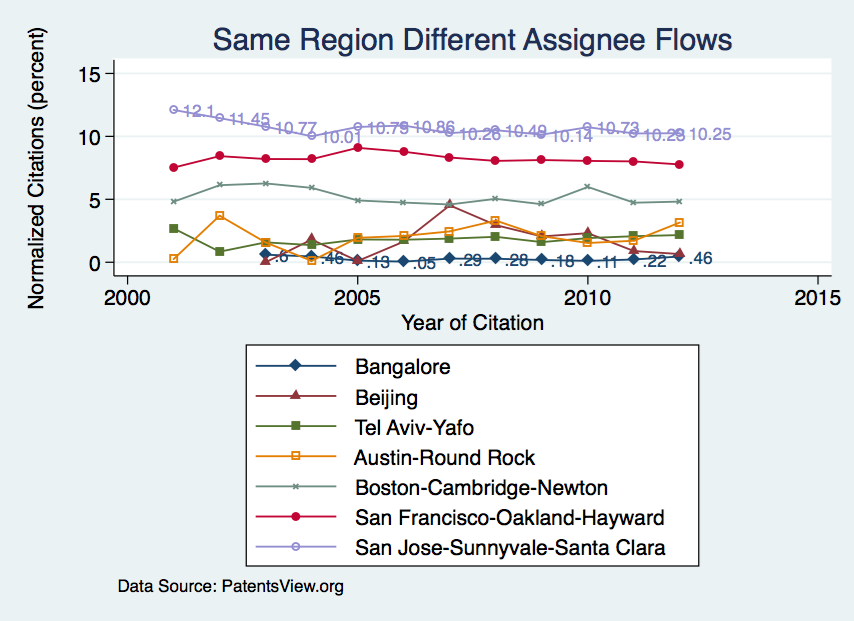 Same Region Different Assignee Flows
Normalized Citations (percent)
15
10
5
0
12.1 11.45 10.77 10.01 10.79 10.86 10.26 10.49 10.14 10.73 10.23 10.25
.6 .46 .13 .05 .29 .28 .18 .11 .22 .46
2000 2005 2010 2015
Year of Citation
Bangalore
Beijing
Tel Aviv-Yafo
Austin-Round Rock
Boston-Cambridge-Newton
San Francisco-Oakland-Hayward
San Jose-Sunnyvale-Santa Clara
Data Source: PatentsView.org